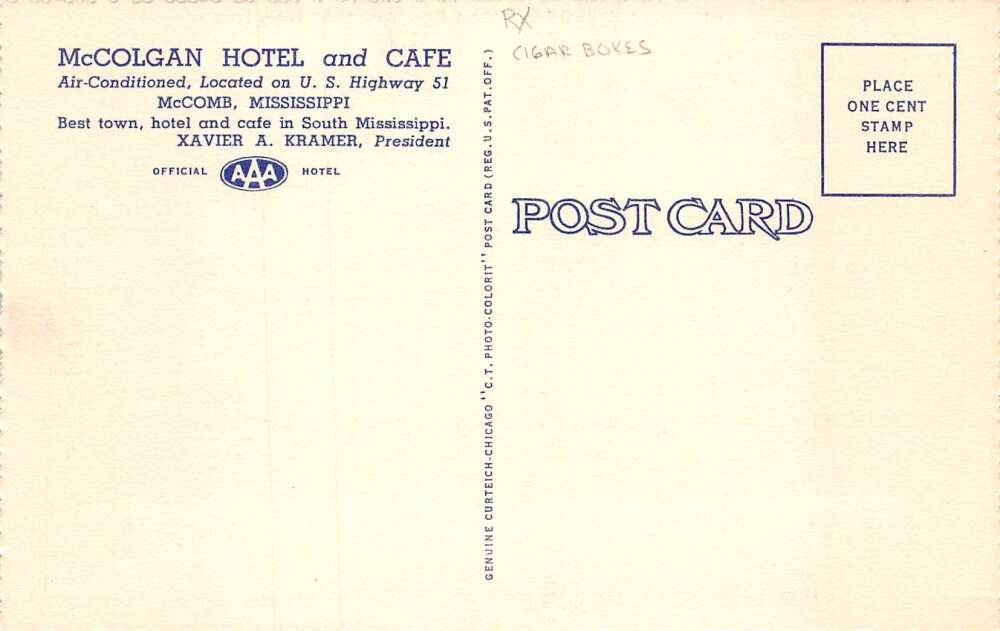 McCOLGAN HOTEL and CAFE
Air-Conditioned, Located on U. S. Highway 51
McCOMB, MISSISSIPPI
Best town, hotel and cafe in South Mississippi.
XAVIER A. KRAMER, President
OFFICIAL AAA HOTEL
GENUINE CURTEICH-CHICAGO "C.T. PHOTO-COLORIT" POST CARD (REG. U.S. PAT. OFF.)
RX
CIGAR BOXES
POST CARD
PLACE
ONE CENT
STAMP
HERE